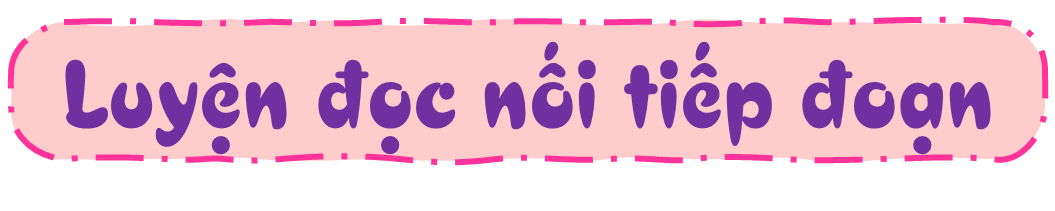 Luyện đọc nối tiếp đoạn